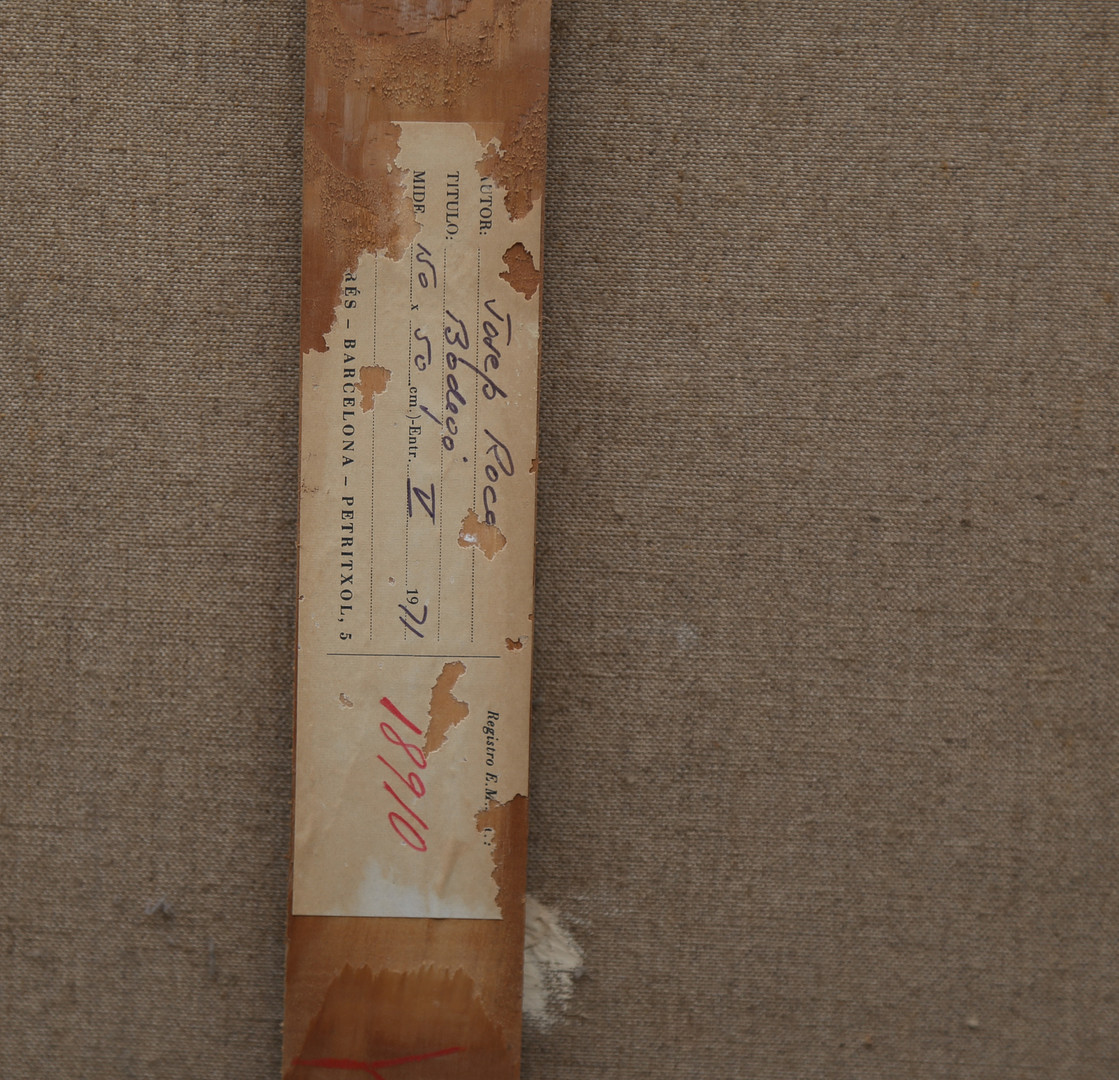 AUTOR: Josep Roca
TITULO: Bodegó
MIDE 50 x 50 cm.)-Entr. V 1971
RÉS – BARCELONA – PETRITXOL, 5
Registro E.M.
18910